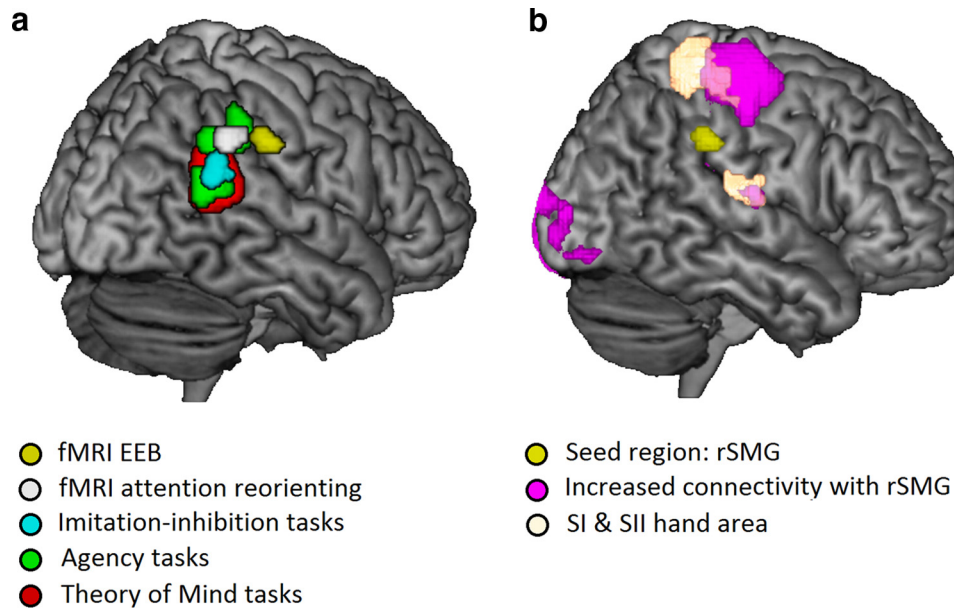 a
b
fMRI EEB
fMRI attention reorienting
Imitation-inhibition tasks
Agency tasks
Theory of Mind tasks
Seed region: rSMG
Increased connectivity with rSMG
SI & SII hand area